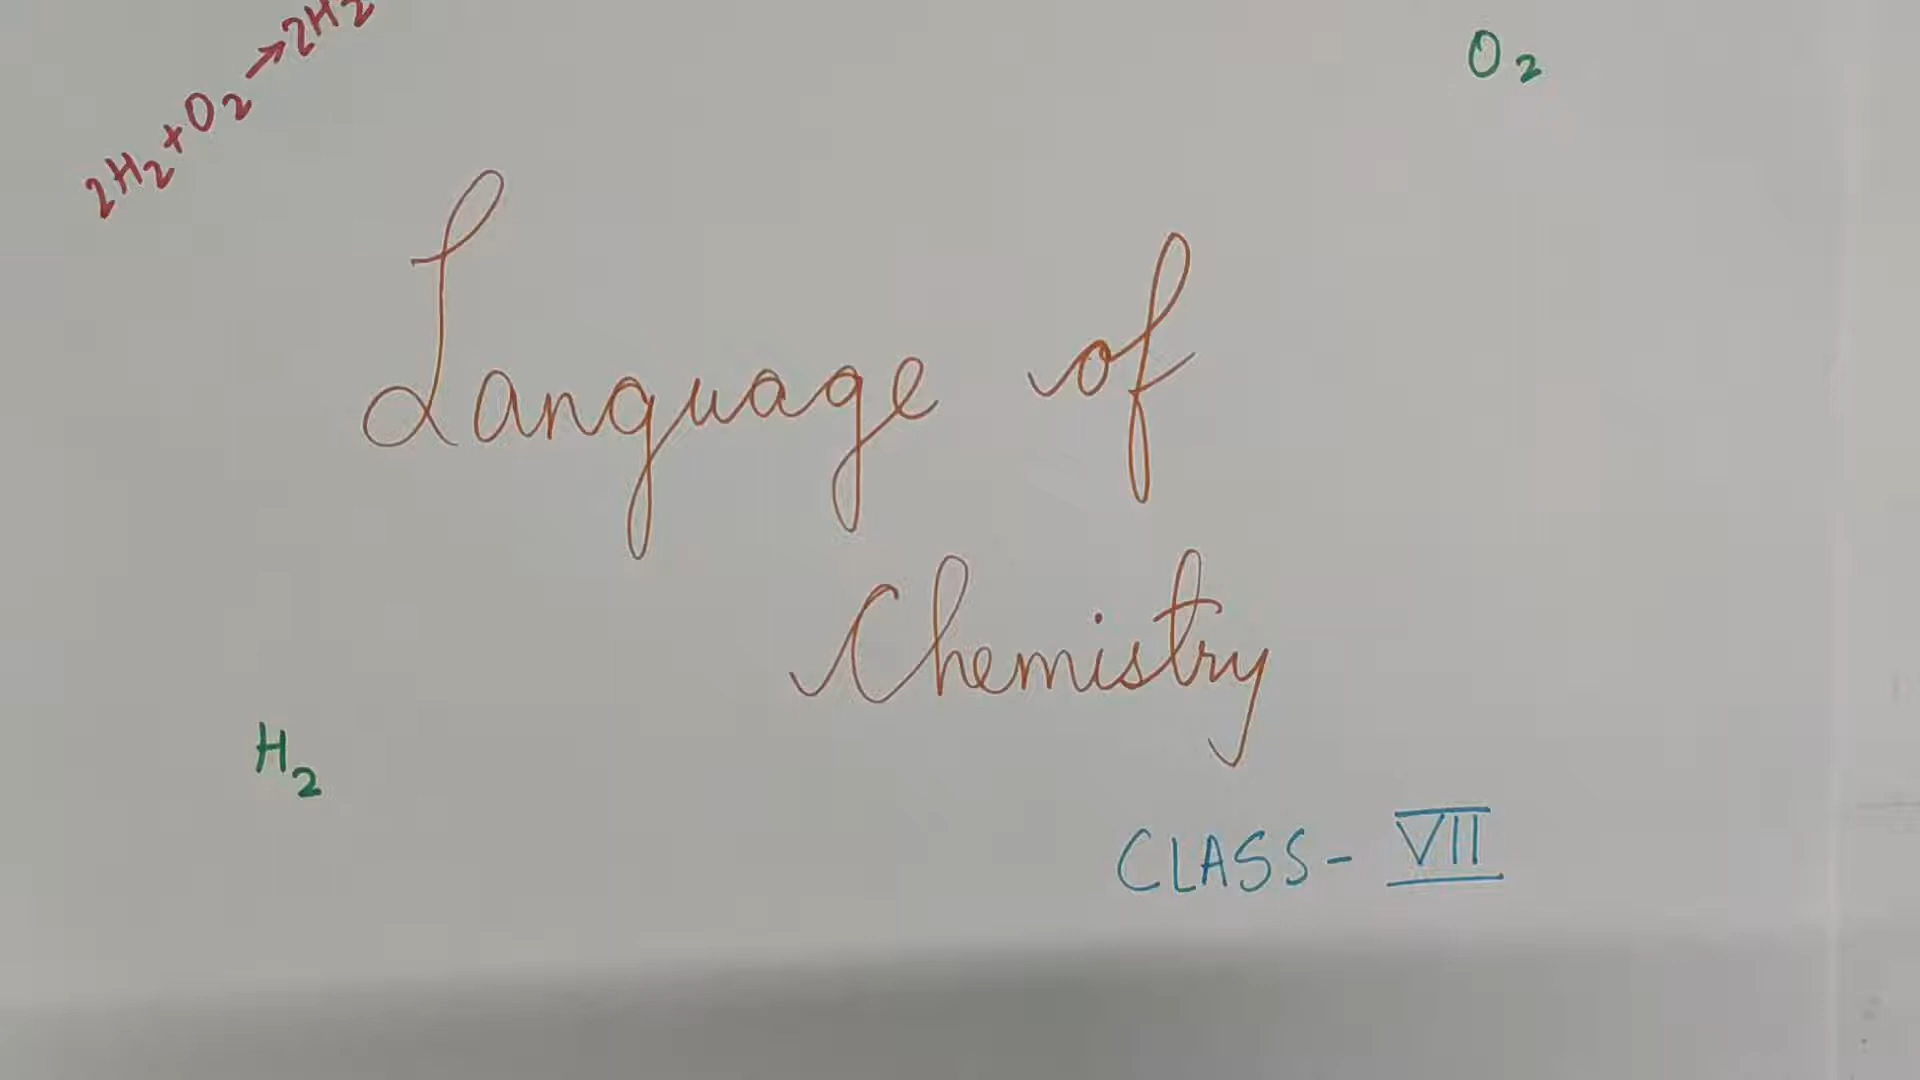 2H₂+O₂→2H₂
O₂
Language of
Chemistry
H₂
CLASS- VII